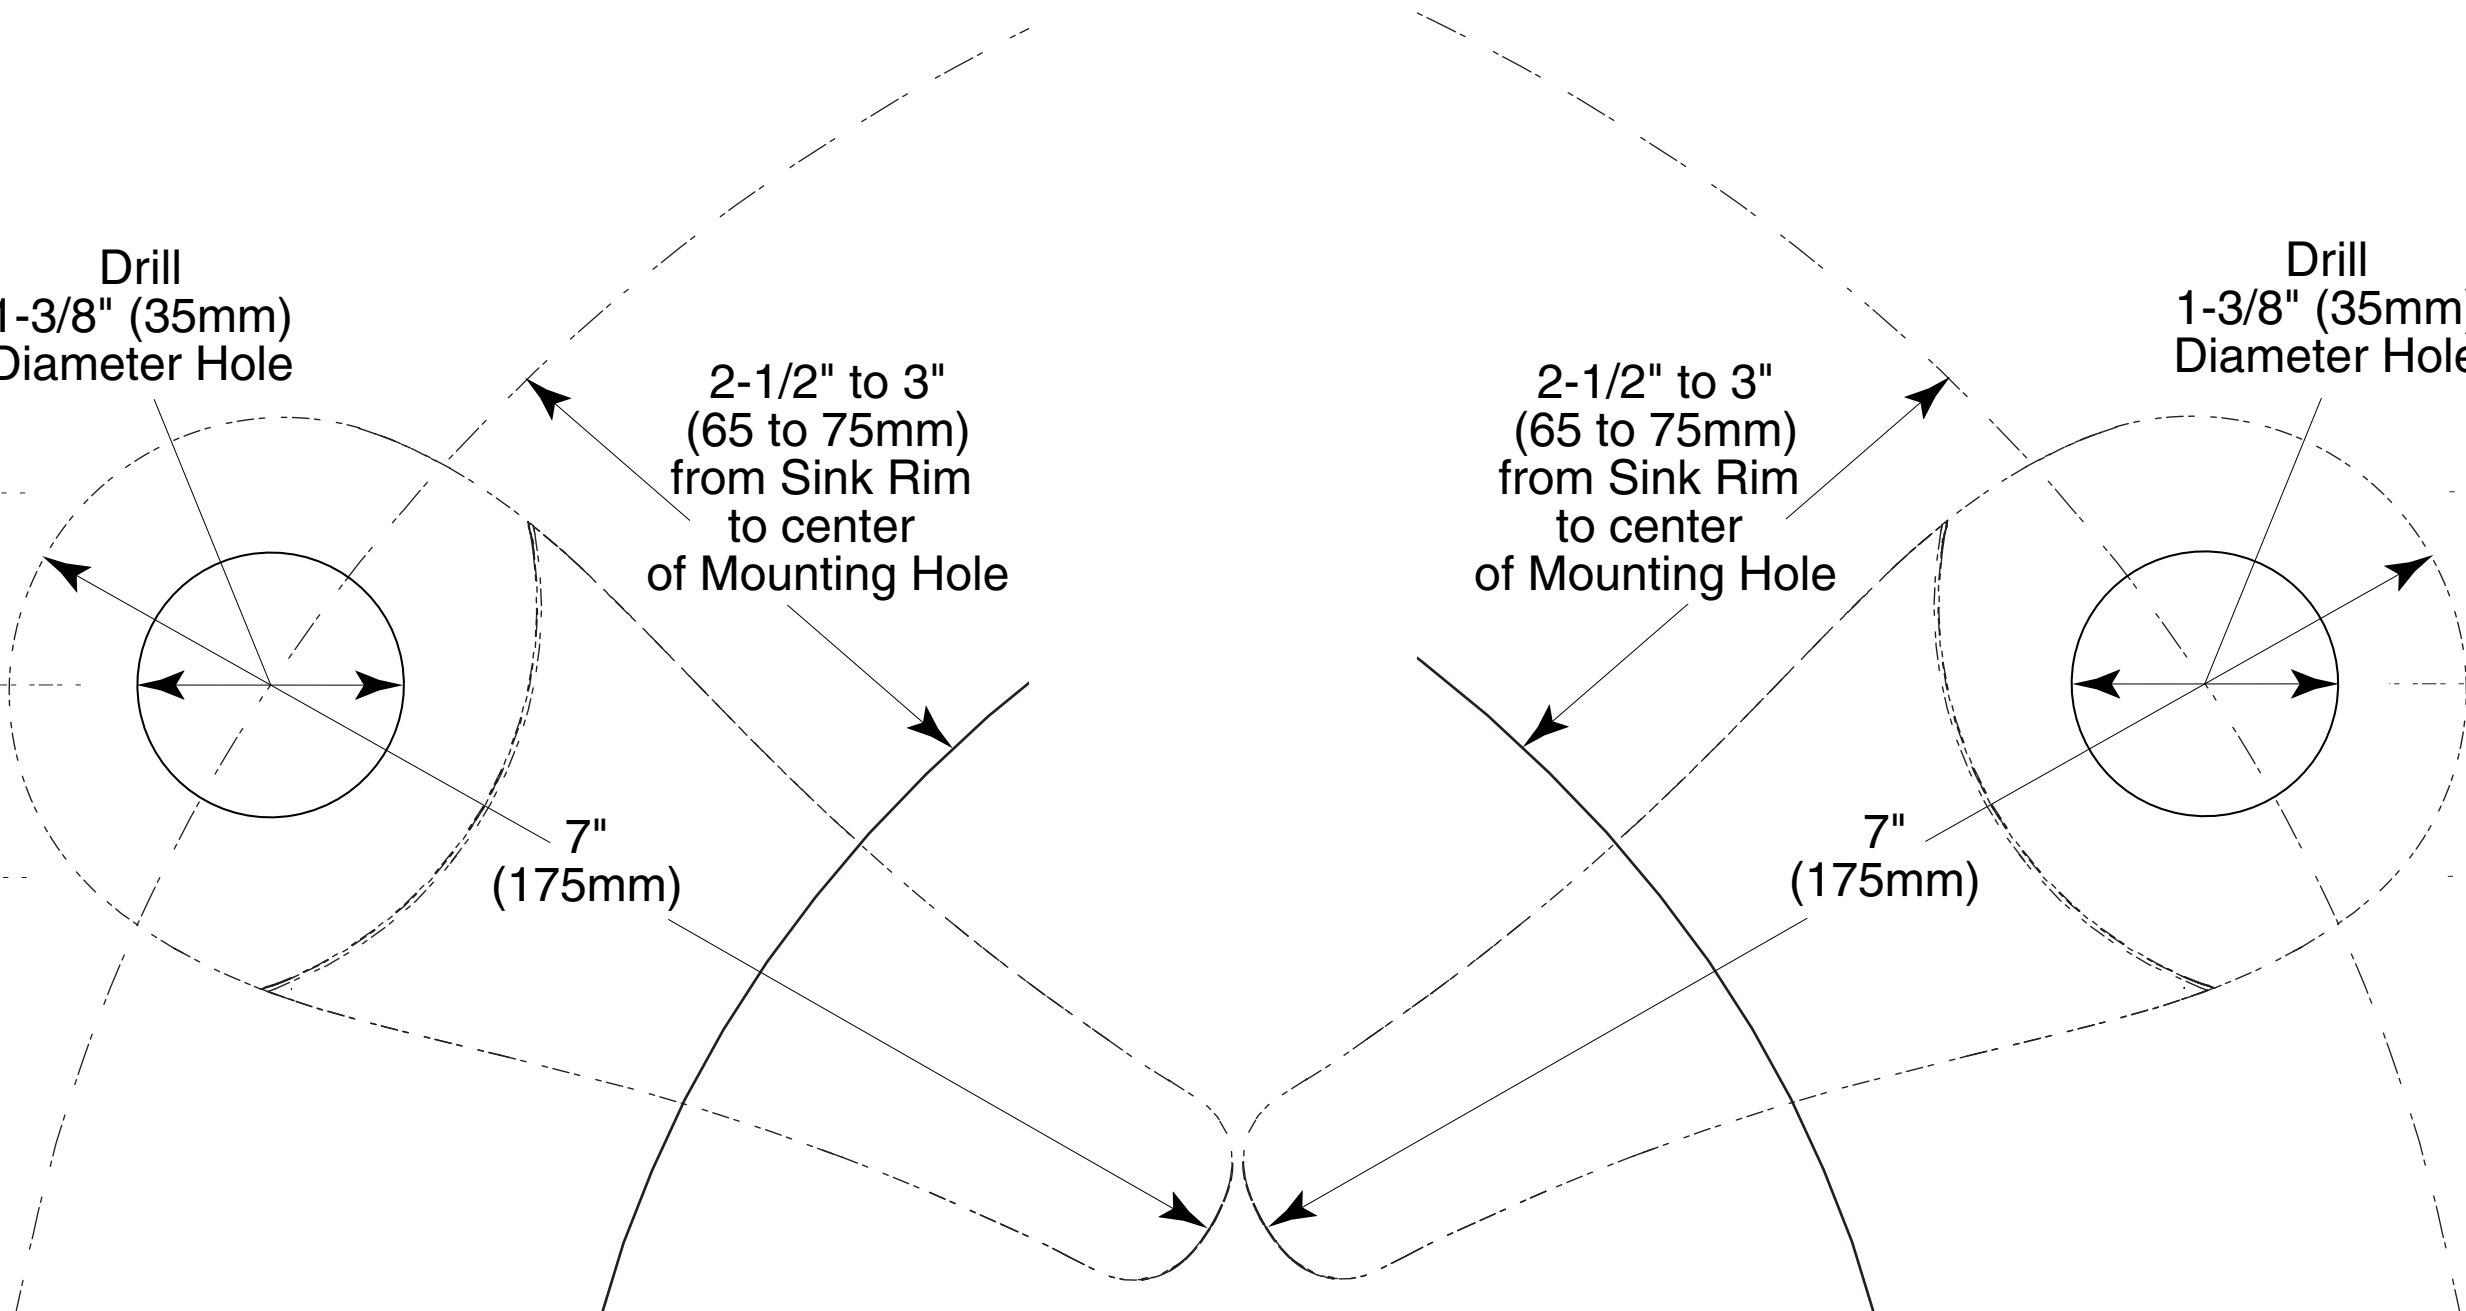 Drill
1-3/8" (35mm)
Diameter Hole
2-1/2" to 3"
(65 to 75mm)
from Sink Rim
to center
of Mounting Hole
7"
(175mm)
2-1/2" to 3"
(65 to 75mm)
from Sink Rim
to center
of Mounting Hole
Drill
1-3/8" (35mm)
Diameter Hole
7"
(175mm)